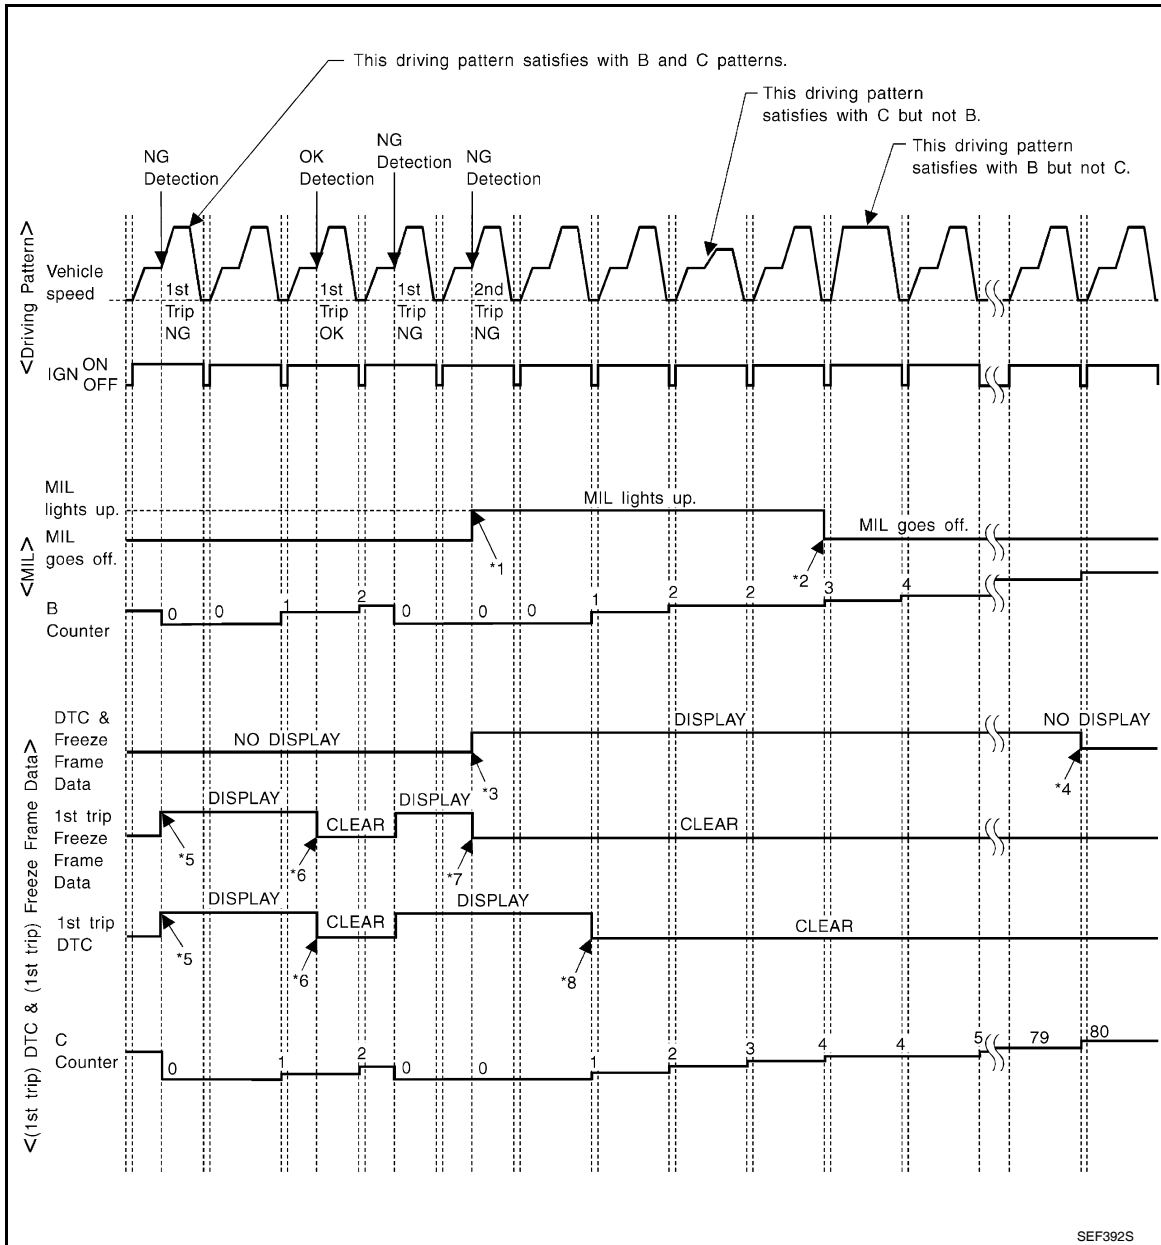 This driving pattern satisfies with B and C patterns.
This driving pattern
satisfies with C but not B.
This driving pattern
satisfies with B but not C.
NG
Detection
OK
Detection
NG
Detection
NG
Detection
<Driving Pattern>
Vehicle
speed
1st
Trip
NG
1st
Trip
OK
1st
Trip
NG
2nd
Trip
NG
IGN ON
OFF
<MIL>
MIL
lights up.
MIL lights up.
MIL
goes off.
MIL goes off.
*1
*2
B
Counter
0 0 1 2 0 0 0 1 2 2 3 4
<(1st trip) DTC & (1st trip) Freeze Frame Data>
DTC &
Freeze
Frame
Data
NO DISPLAY
DISPLAY
NO DISPLAY
*3
*4
1st trip
Freeze
Frame
Data
DISPLAY
CLEAR
DISPLAY
CLEAR
*5
*6
*7
1st trip
DTC
DISPLAY
CLEAR
DISPLAY
CLEAR
*5
*6
*8
C
Counter
0 1 2 0 0 1 2 3 4 4 5 79 80
SEF392S